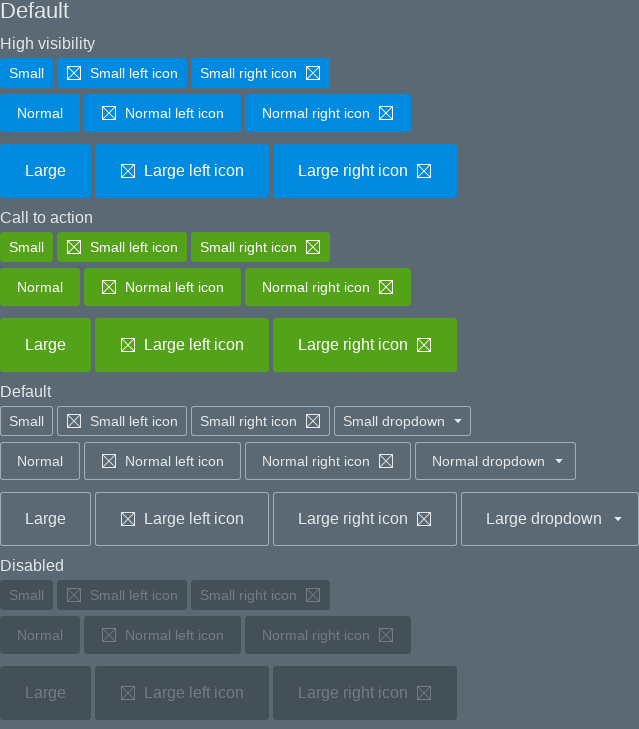 Default
High visibility
Small Small left icon Small right icon
Normal Normal left icon Normal right icon
Large Large left icon Large right icon
Call to action
Small Small left icon Small right icon
Normal Normal left icon Normal right icon
Large Large left icon Large right icon
Default
Small Small left icon Small right icon Small dropdown
Normal Normal left icon Normal right icon Normal dropdown
Large Large left icon Large right icon Large dropdown
Disabled
Small Small left icon Small right icon
Normal Normal left icon Normal right icon
Large Large left icon Large right icon